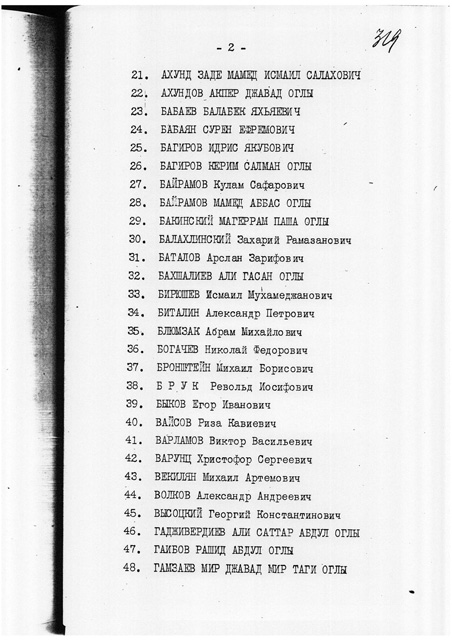 319
- 2 -
21. АХУНД ЗАДЕ МАМЕД ИСМАИЛ САЛАХОВИЧ
22. АХУНДОВ АКПЕР ДЖАВАД ОГЛЫ
23. БАБАЕВ БАЛАБЕК ЯХЬЯЕВИЧ
24. БАБАЯН СУРЕН ЕФРЕМОВИЧ
25. БАГИРОВ ИДРИС ЯКУБОВИЧ
26. БАГИРОВ КЕРИМ САЛМАН ОГЛЫ
27. БАЙРАМОВ Кулам Сафарович
28. БАЙРАМОВ МАМЕД АББАС ОГЛЫ
29. БАКИНСКИЙ МАГЕРРАМ ПАША ОГЛЫ
30. БАЛАХЛИНСКИЙ Захарий Рамазанович
31. БАТАЛОВ Арслан Зарифович
32. БАХШАЛИЕВ АЛИ ГАСАН ОГЛЫ
33. БИРЮШЕВ Исмаил Мухамеджанович
34. БИТАЛИН Александр Петрович
35. БЛЮМЗАК Абрам Михайлович
36. БОГАЧЕВ Николай Федорович
37. БРОНШТЕЙН Михаил Борисович
38. Б Р У К Револьд Иосифович
39. БЫКОВ Егор Иванович
40. ВАЙСОВ Риза Кавиевич
41. ВАРЛАМОВ Виктор Васильевич
42. ВАРУНЦ Христофор Сергеевич
43. ВЕКИЛЯН Михаил Артемович
44. ВОЛКОВ Александр Андреевич
45. ВЫСОЦКИЙ Георгий Константинович
46. ГАДЖИВЕРДИЕВ АЛИ САТТАР АБДУЛ ОГЛЫ
47. ГАИБОВ РАШИД АБДУЛ ОГЛЫ
48. ГАМЗАЕВ МИР ДЖАВАД МИР ТАГИ ОГЛЫ